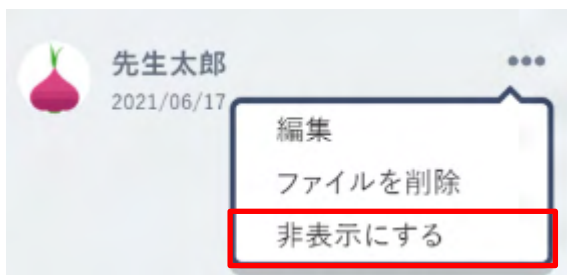 先生太郎
2021/06/17
編集
ファイルを削除
非表示にする